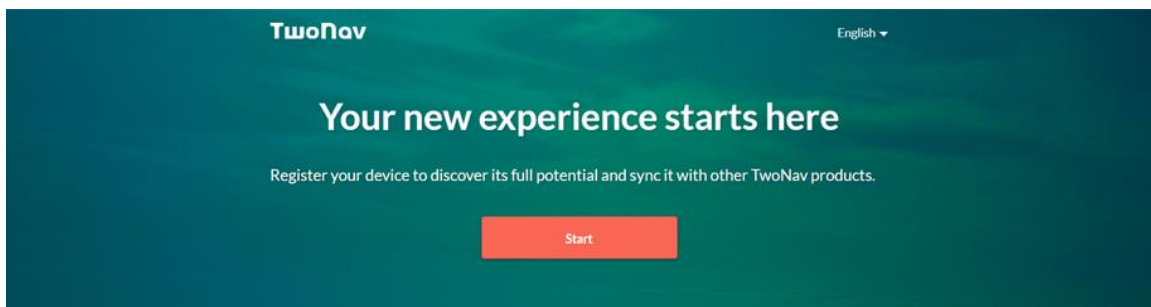 TwoNav
English
Your new experience starts here
Register your device to discover its full potential and sync it with other TwoNav products.
Start